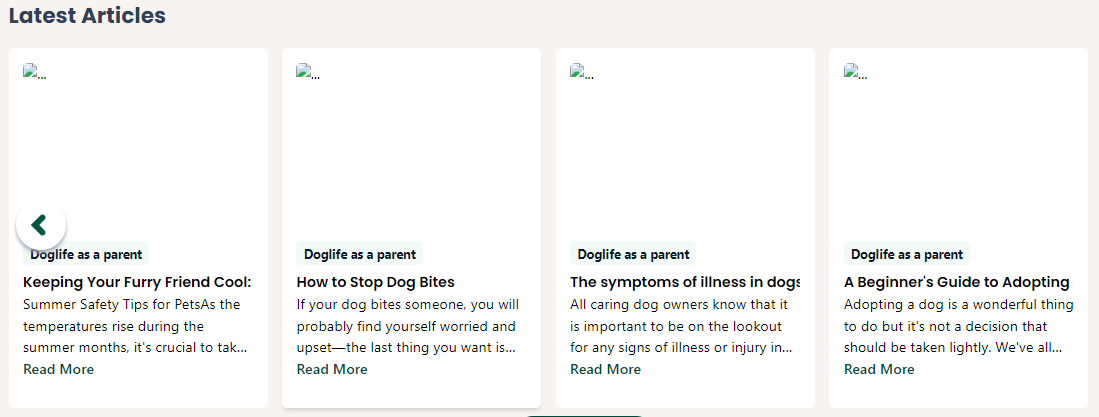 Latest Articles
...
Doglife as a parent
Keeping Your Furry Friend Cool:
Summer Safety Tips for PetsAs the
temperatures rise during the
summer months, it's crucial to tak...
Read More
...
Doglife as a parent
How to Stop Dog Bites
If your dog bites someone, you will
probably find yourself worried and
upset—the last thing you want is...
Read More
...
Doglife as a parent
The symptoms of illness in dogs
All caring dog owners know that it
is important to be on the lookout
for any signs of illness or injury in...
Read More
...
Doglife as a parent
A Beginner's Guide to Adopting
Adopting a dog is a wonderful thing
to do but it's not a decision that
should be taken lightly. We've all...
Read More